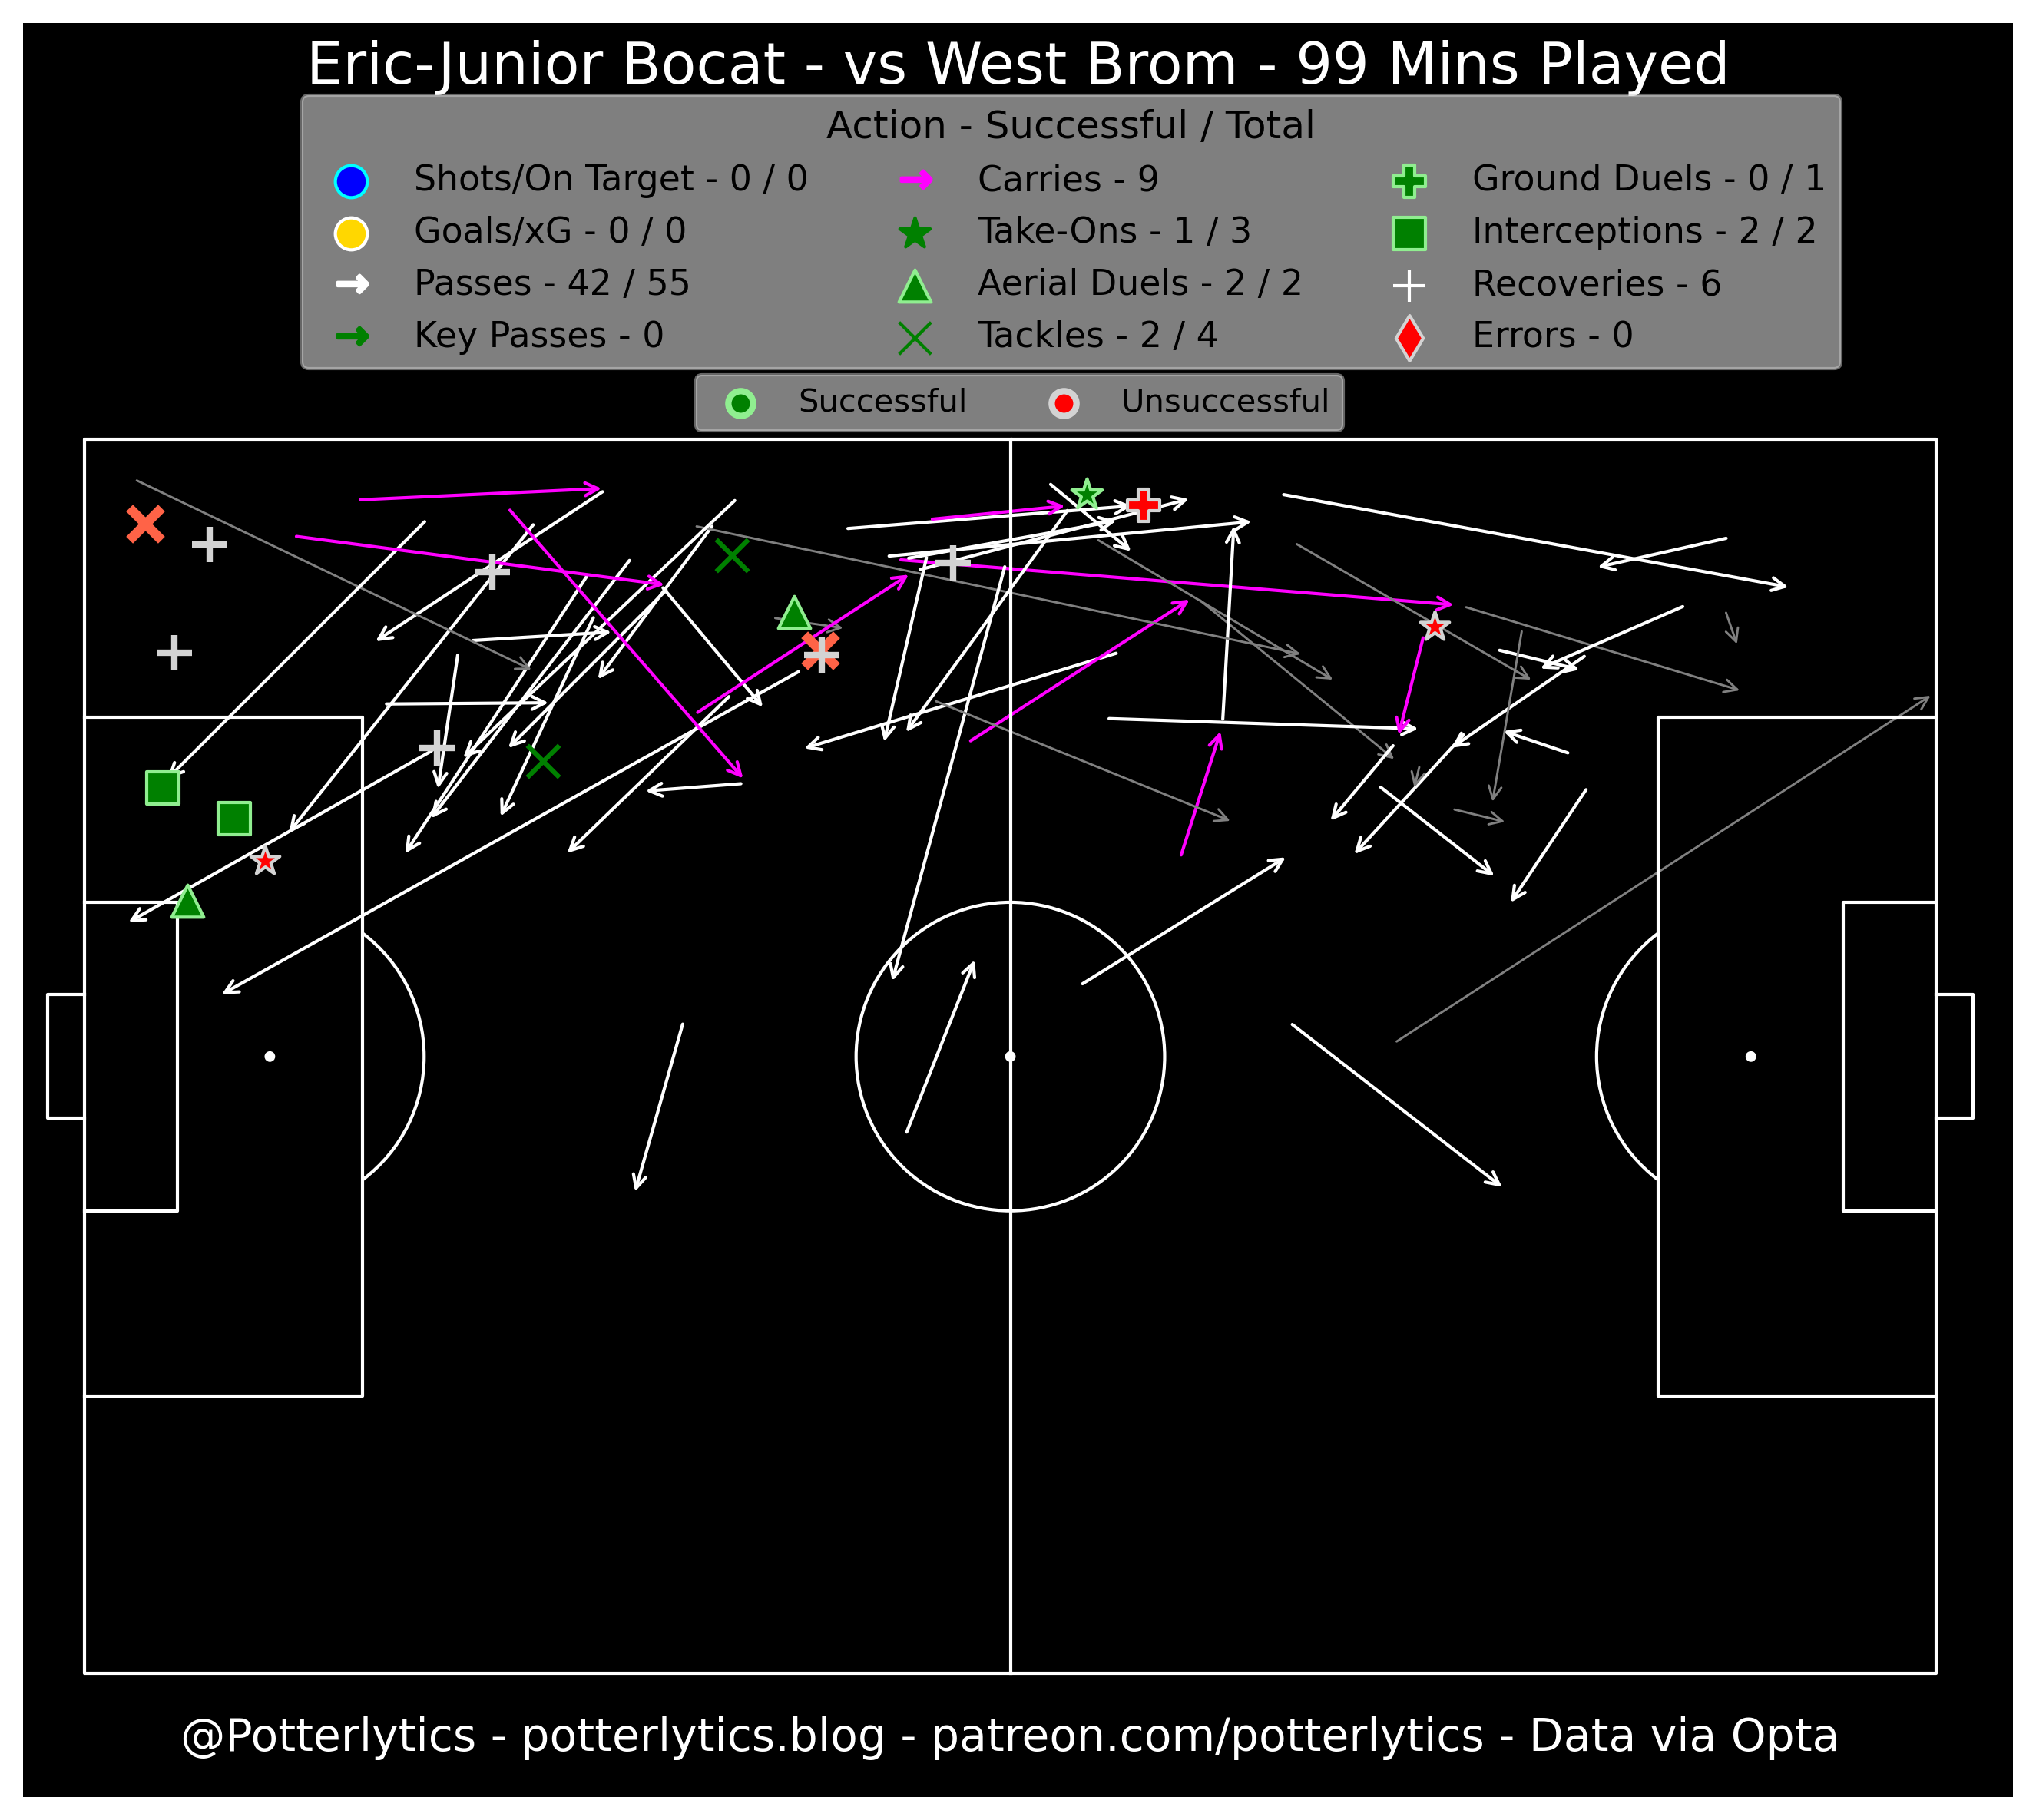 Eric-Junior Bocat - vs West Brom - 99 Mins Played
Action - Successful / Total
Shots/On Target - 0 / 0
Goals/xG - 0 / 0
Passes - 42 / 55
Key Passes - 0
Carries - 9
Take-Ons - 1 / 3
Aerial Duels - 2 / 2
Tackles - 2 / 4
Ground Duels - 0 / 1
Interceptions - 2 / 2
Recoveries - 6
Errors - 0
Successful
Unsuccessful
@Potterlytics - potterlytics.blog - patreon.com/potterlytics - Data via Opta